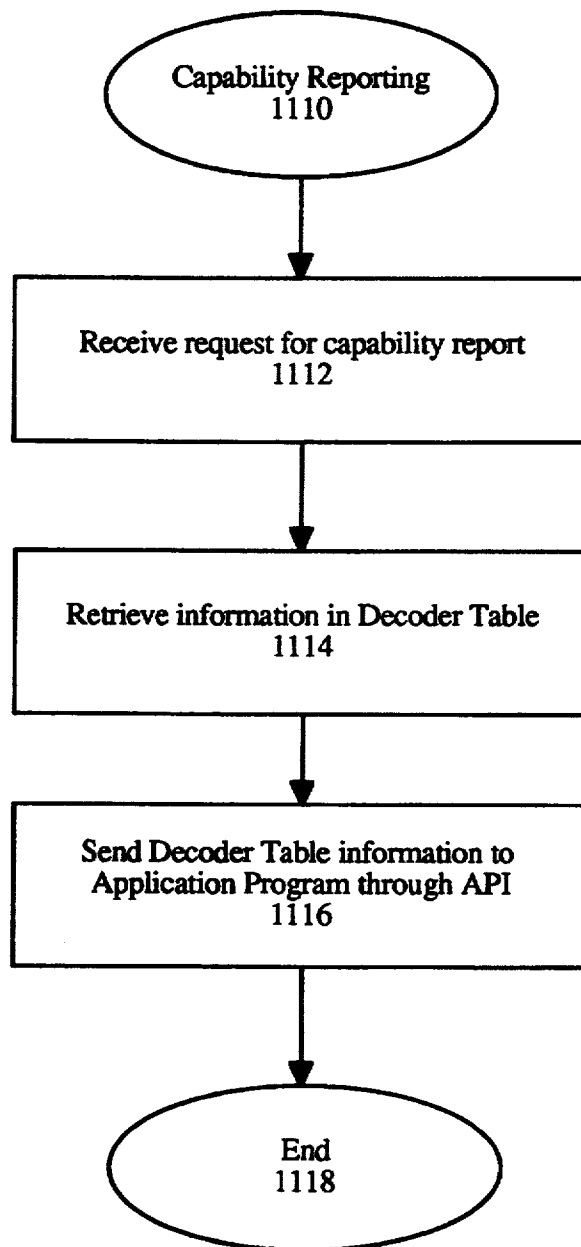 Capability Reporting
1110
Receive request for capability report
1112
Retrieve information in Decoder Table
1114
Send Decoder Table information to
Application Program through API
1116
End
1118